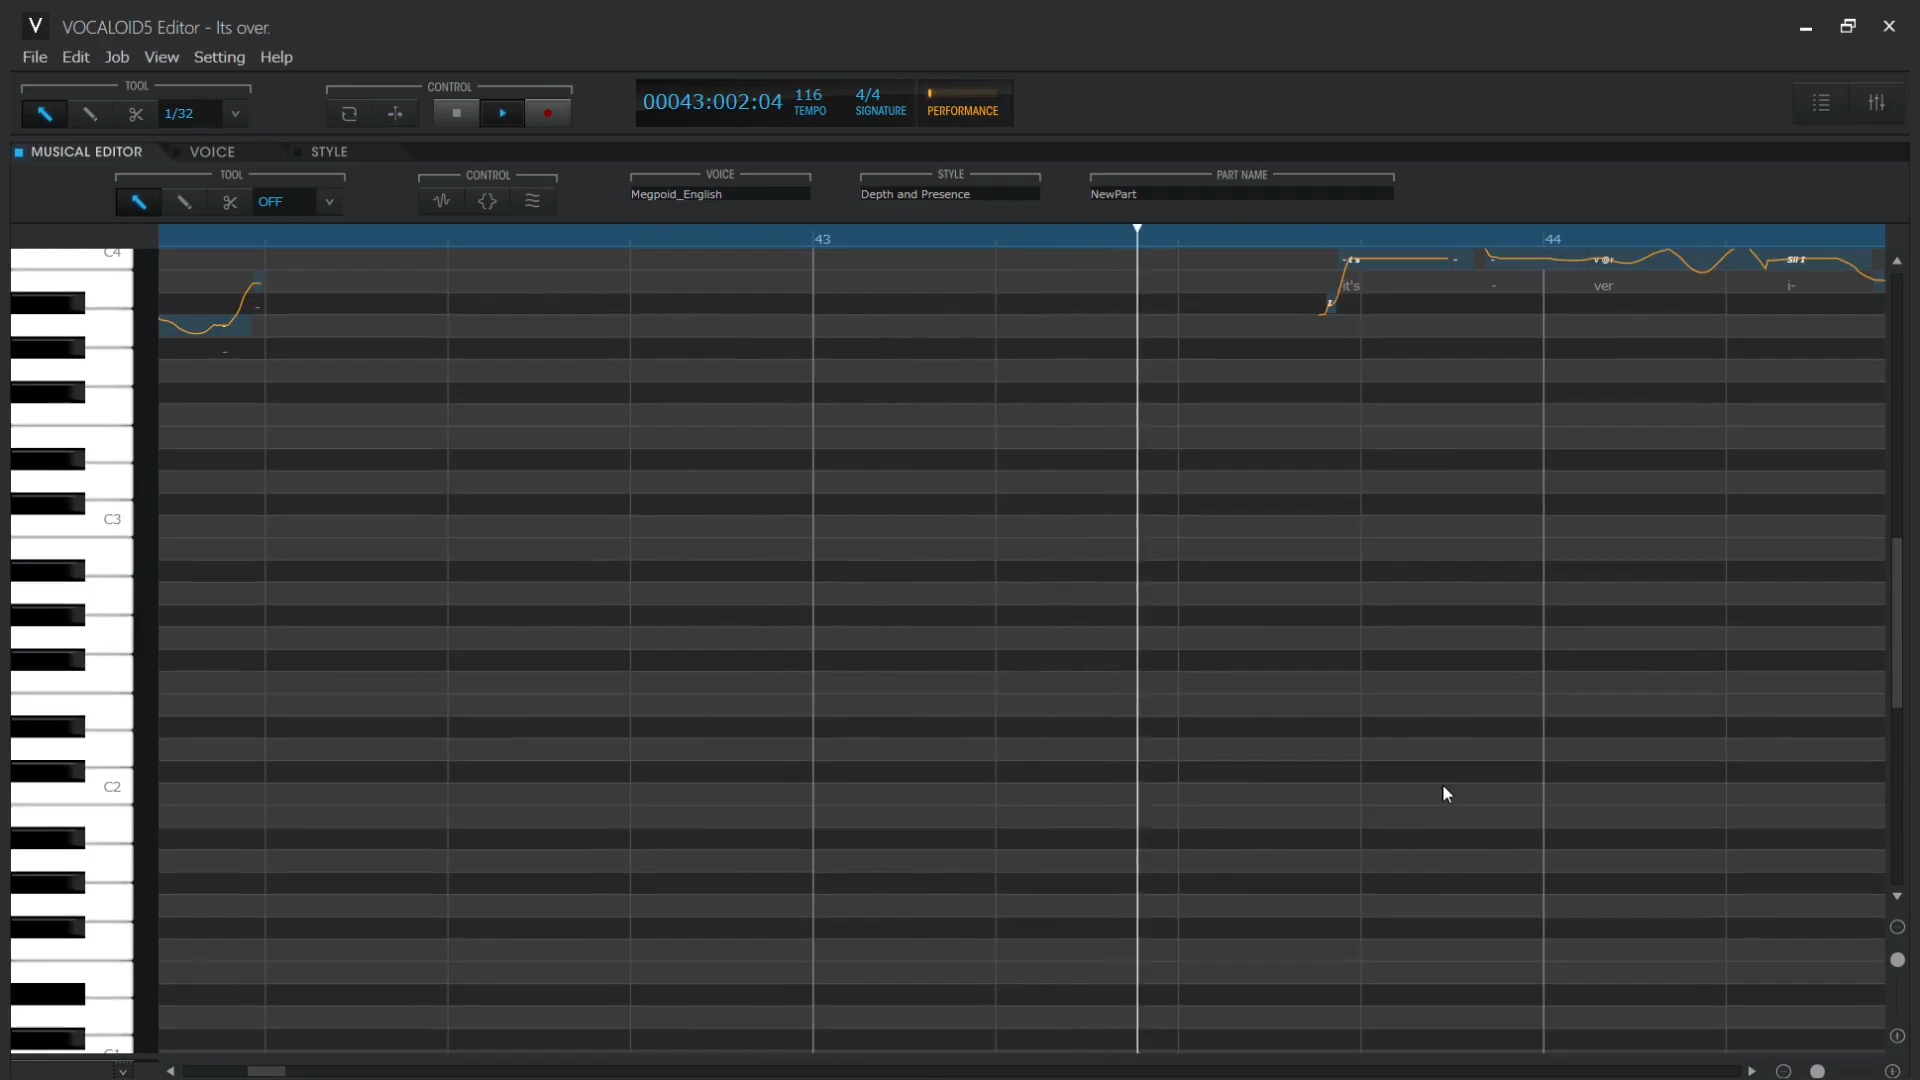 V VOCALOID5 Editor - Its over.
File Edit Job View Setting Help
TOOL CONTROL
1/32
00043:002:04 116 4/4
TEMPO SIGNATURE PERFORMANCE
MUSICAL EDITOR VOICE STYLE
TOOL CONTROL VOICE STYLE PART NAME
OFF Megpoid_English Depth and Presence NewPart
43 44
C4
- t s - - v @r
it's - ver i-
I
-
- 
-
C3
C2
C1